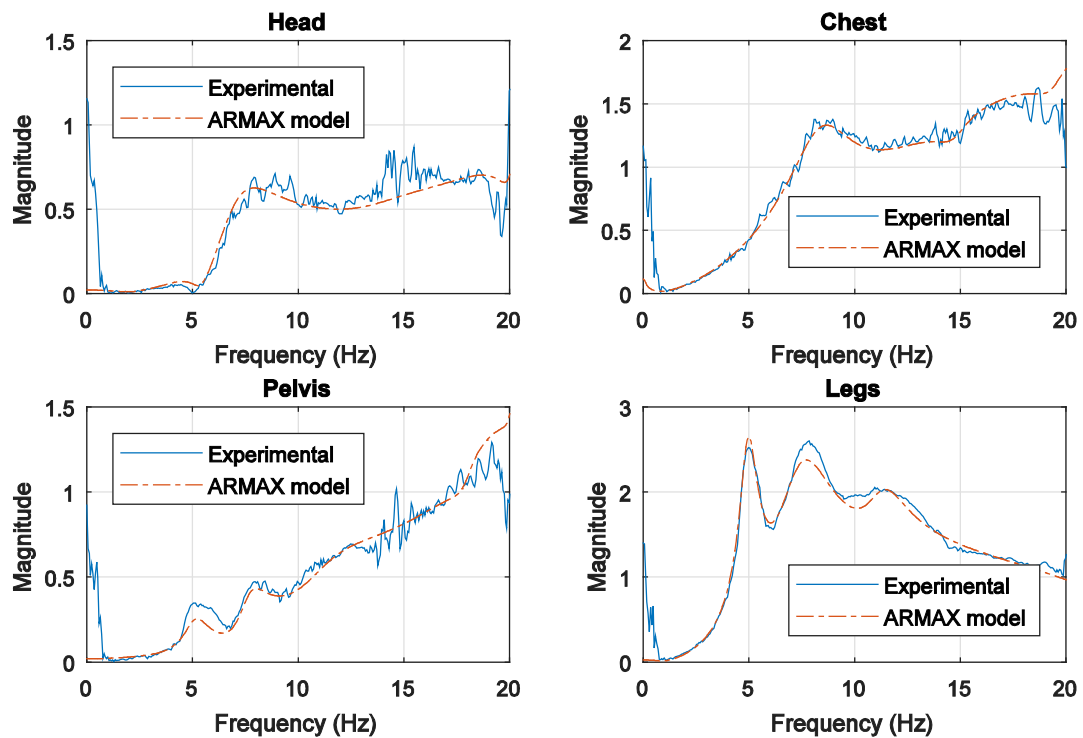 Head
1.5
1
0.5
0
Magnitude
Experimental
ARMAX model
0 5 10 15 20
Frequency (Hz)
Chest
2
1.5
1
0.5
0
Magnitude
Experimental
ARMAX model
0 5 10 15 20
Frequency (Hz)
Pelvis
1.5
1
0.5
0
Magnitude
Experimental
ARMAX model
0 5 10 15 20
Frequency (Hz)
Legs
3
2
1
0
Magnitude
Experimental
ARMAX model
0 5 10 15 20
Frequency (Hz)